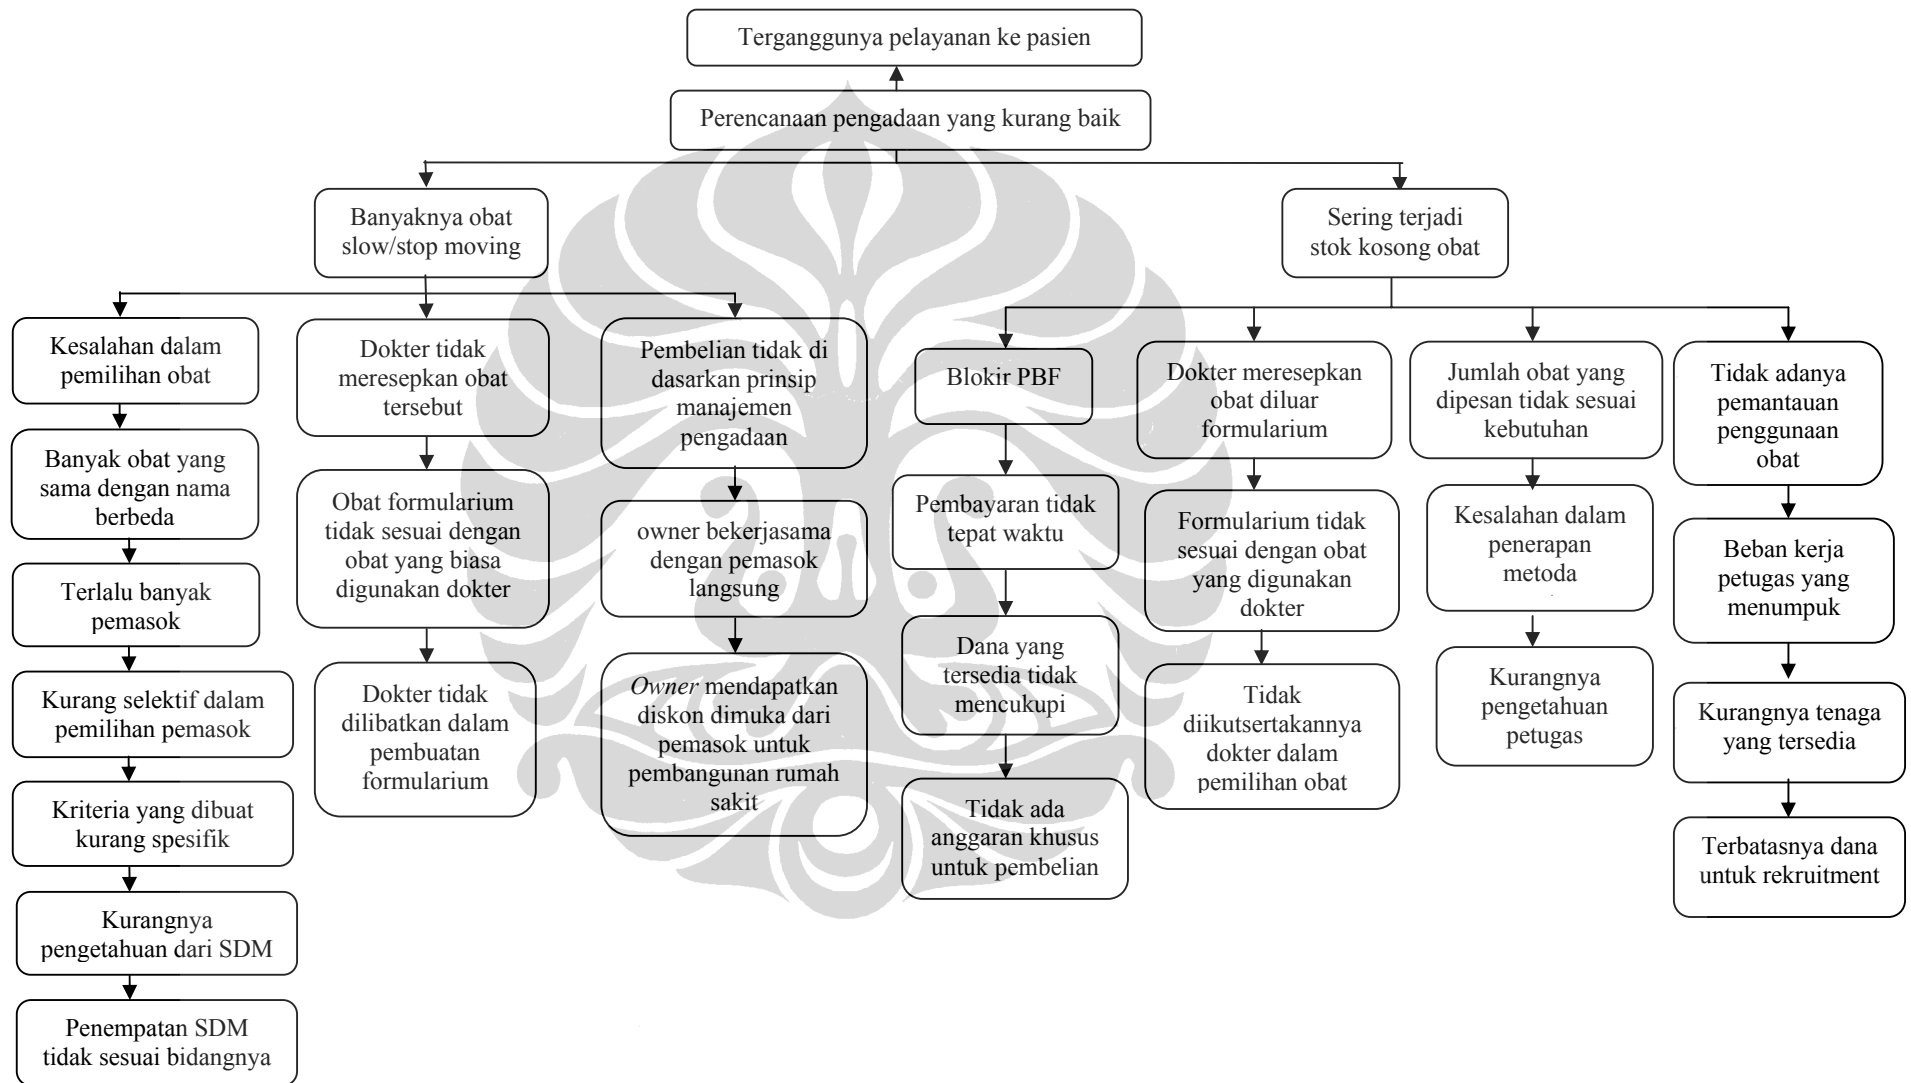 Terganggunya pelayanan ke pasien
Perencanaan pengadaan yang kurang baik
Banyaknya obat
slow/stop moving
Sering terjadi
stok kosong obat
Kesalahan dalam
pemilihan obat
Banyak obat yang
sama dengan nama
berbeda
Terlalu banyak
pemasok
Kurang selektif dalam
pemilihan pemasok
Kriteria yang dibuat
kurang spesifik
Kurangnya
pengetahuan dari SDM
Penempatan SDM
tidak sesuai bidangnya
Dokter tidak
meresepkan obat
tersebut
Obat formularium
tidak sesuai dengan
obat yang biasa
digunakan dokter
Dokter tidak
dilibatkan dalam
pembuatan
formularium
Pembelian tidak di
dasarkan prinsip
manajemen
pengadaan
owner bekerjasama
dengan pemasok
langsung
Owner mendapatkan
diskon dimuka dari
pemasok untuk
pembangunan rumah
sakit
Blokir PBF
Pembayaran tidak
tepat waktu
Dana yang
tersedia tidak
mencukupi
Tidak ada
anggaran khusus
untuk pembelian
Dokter meresepkan
obat diluar
formularium
Formularium tidak
sesuai dengan obat
yang digunakan
dokter
Tidak
diikutsertakannya
dokter dalam
pemilihan obat
Jumlah obat yang
dipesan tidak sesuai
kebutuhan
Kesalahan dalam
penerapan
metoda
Kurangnya
pengetahuan
petugas
Tidak adanya
pemantauan
penggunaan
obat
Beban kerja
petugas yang
menumpuk
Kurangnya tenaga
yang tersedia
Terbatasnya dana
untuk rekruitment